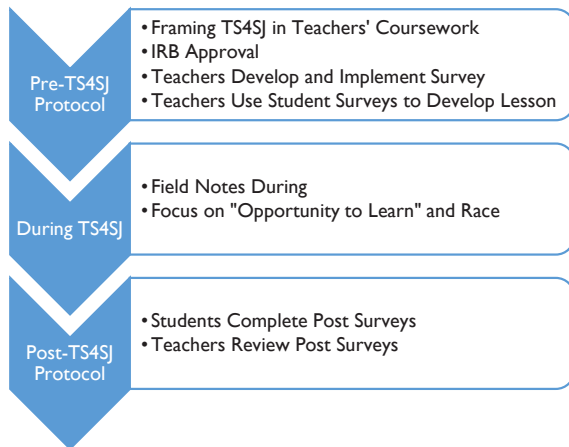 Pre-TS4SJ
Protocol
• Framing TS4SJ in Teachers' Coursework
• IRB Approval
• Teachers Develop and Implement Survey
• Teachers Use Student Surveys to Develop Lesson
During TS4SJ
• Field Notes During
• Focus on "Opportunity to Learn" and Race
Post-TS4SJ
Protocol
• Students Complete Post Surveys
• Teachers Review Post Surveys